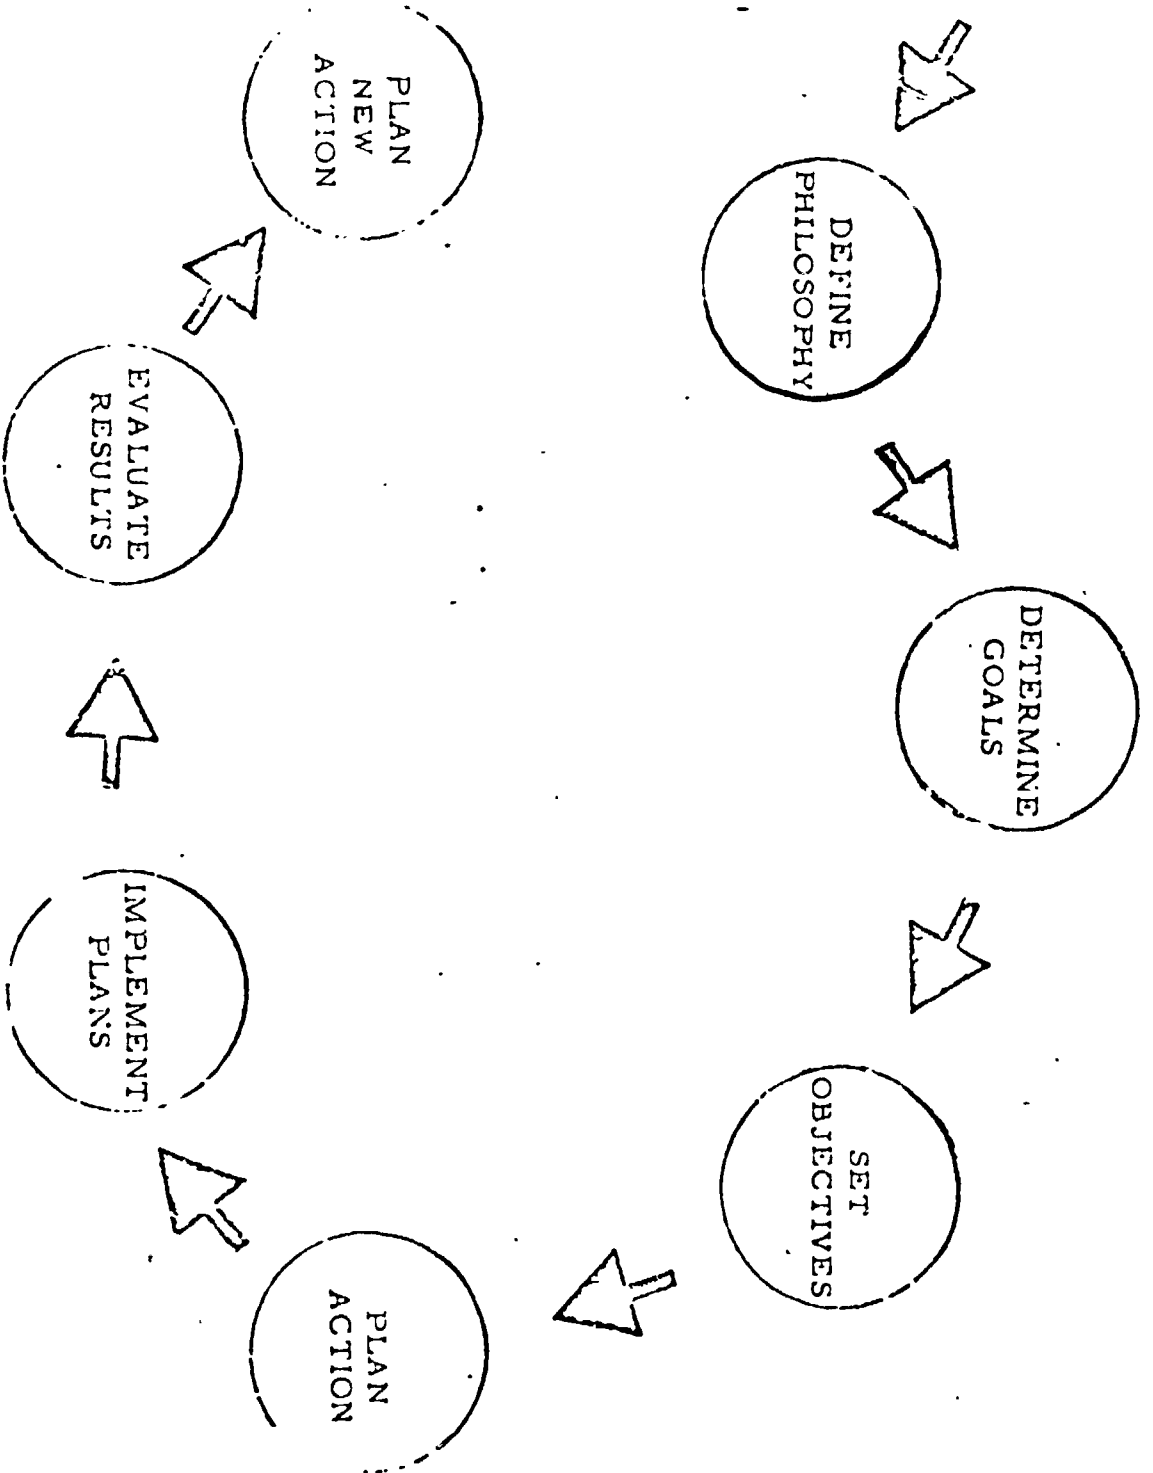 DEFINE
PHILOSOPHY
DETERMINE
GOALS
SET
OBJECTIVES
PLAN
ACTION
IMPLEMENT
PLANS
EVALUATE
RESULTS
PLAN
NEW
ACTION